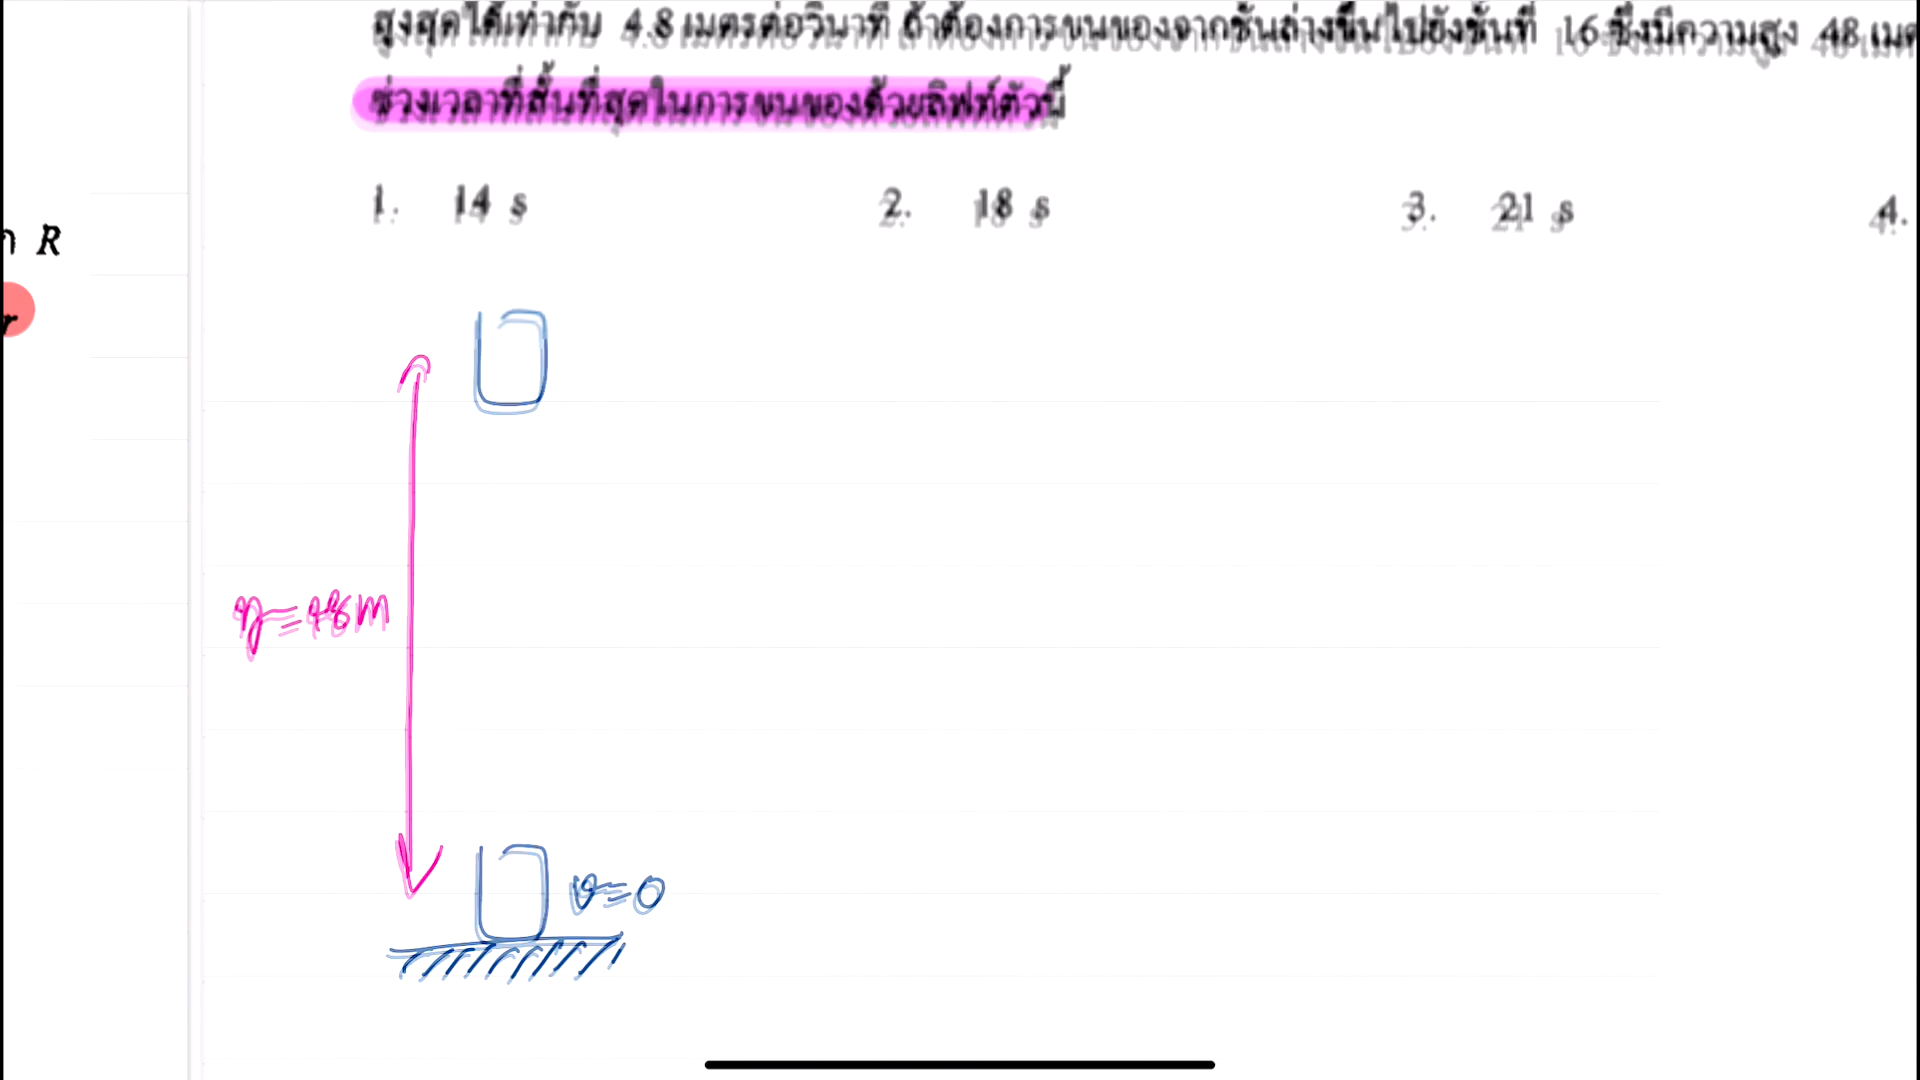 สูงสุดได้เท่ากับ 4.8 เมตรต่อวินาที ถ้าต้องการขนของจากชั้นล่างขึ้นไปยังชั้นที่ 16 ซึ่งมีความสูง 48
ช่วงเวลาที่สั้นที่สุดในการขนของด้วยลิฟท์ตัวนี้
1. 14 s 2. 18 s 3. 21 s 4.
R
r
y=48m
v=0